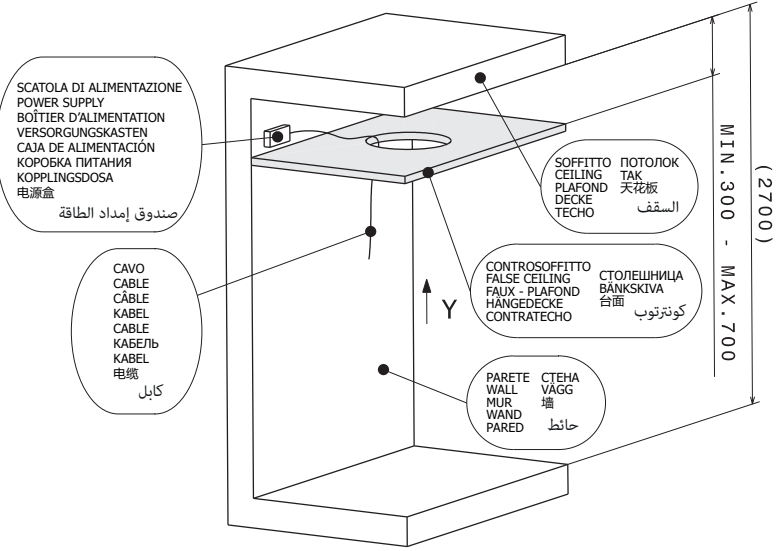 SCATOLA DI ALIMENTAZIONE
POWER SUPPLY
BOÎTIER D'ALIMENTATION
VERSORGUNGSKASTEN
CAJA DE ALIMENTACIÓN
КОРОБКА ПИТАНИЯ
KOPPLINGSDOSA
电源盒
صندوق إمداد الطاقة
CAVO
CABLE
CÂBLE
KABEL
CABLE
КАБЕЛЬ
KABEL
电缆
كابل
SOFFITTO ПОТОЛОК
CEILING TAK
PLAFOND 天花板
DECKE
TECHO السقف
CONTROSOFFITTO
FALSE CEILING СТОЛЕШНИЦА
FAUX - PLAFOND BÄNKSKIVA
HÄNGEDECKE 台面
CONTRATECHO كونترتوب
PARETE СТЕНА
WALL VÄGG
MUR 墙
WAND
PARED حائط
Y
MIN.300 - MAX.700
(2700)